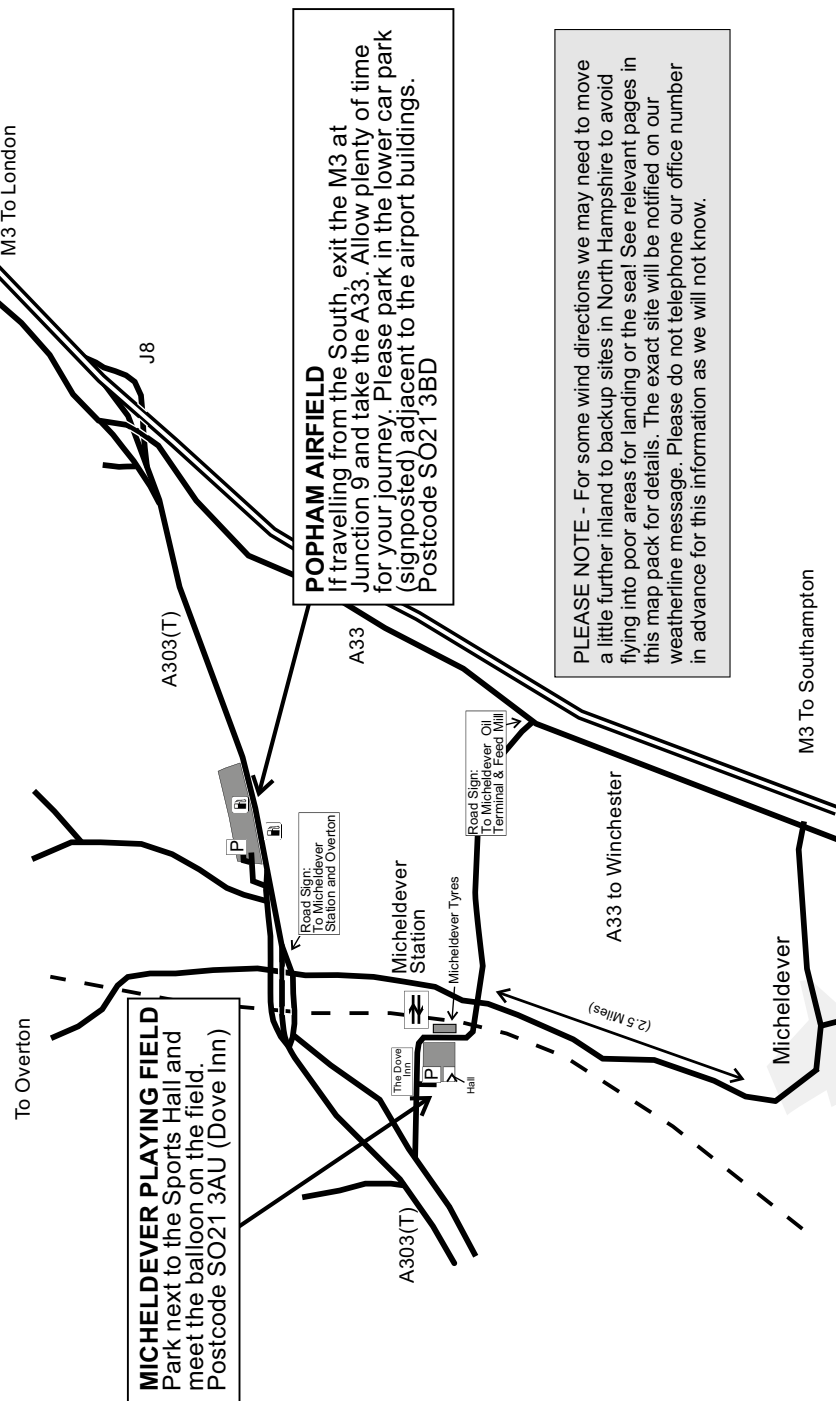 M3 To London
J8
POPHAM AIRFIELD
If travelling from the South, exit the M3 at
Junction 9 and take the A33. Allow plenty of time
for your journey. Please park in the lower car park
(signposted) adjacent to the airport buildings.
Postcode SO21 3BD
PLEASE NOTE - For some wind directions we may need to move
a little further inland to backup sites in North Hampshire to avoid
flying into poor areas for landing or the sea! See relevant pages in
this map pack for details. The exact site will be notified on our
weatherline message. Please do not telephone our office number
in advance for this information as we will not know.
A303(T)
A33
P
Road Sign:
To Micheldever
Station and Overton
Road Sign:
To Micheldever Oil
Terminal & Feed Mill
M3 To Southampton
A33 to Winchester
Micheldever
Station
Micheldever Tyres
(2.5 Miles)
Micheldever
The Dove
Inn
P
Hall
To Overton
MICHELDEVER PLAYING FIELD
Park next to the Sports Hall and
meet the balloon on the field.
Postcode SO21 3AU (Dove Inn)
A303(T)